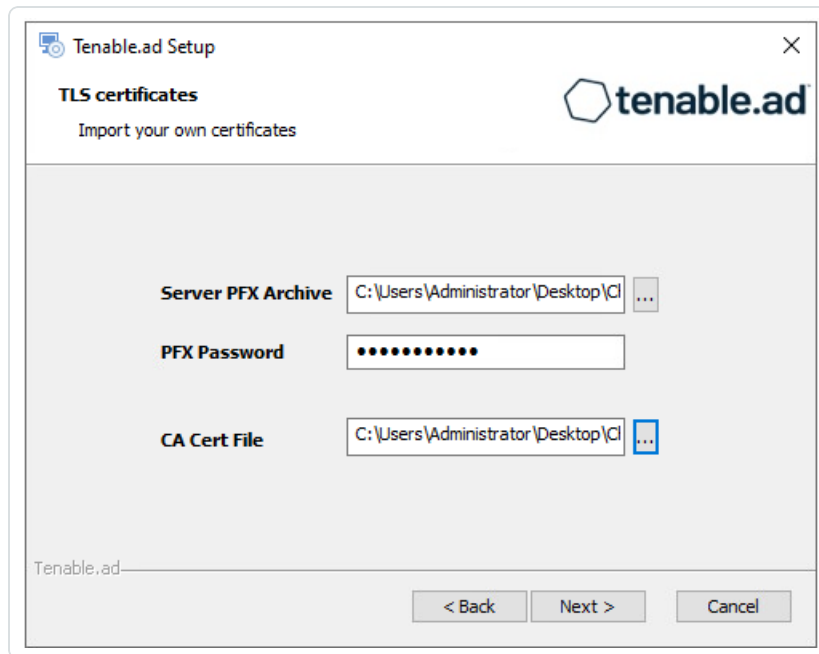 Tenable.ad Setup
TLS certificates
tenable.ad
Import your own certificates
Server PFX Archive C:\Users\Administrator\Desktop\Cl ...
PFX Password •••••••••••
CA Cert File C:\Users\Administrator\Desktop\Cl ...
Tenable.ad
< Back Next > Cancel